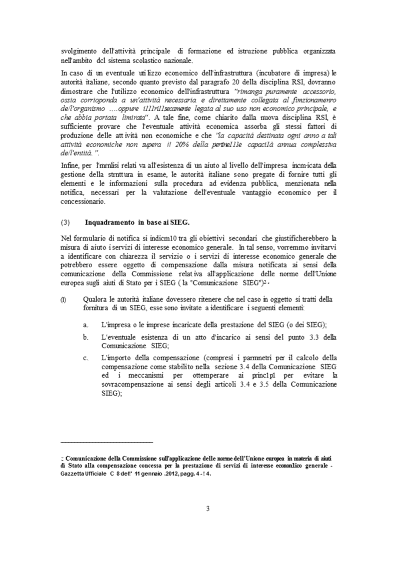 svolgimento dell'attività principale di formazione ed istruzione pubblica organizzata
nell'ambito dcl sistema scolastico nazionale.
In caso di un eventuale utilizzo economico dell'infrastruttura (incubatore di impresa) le
autorità italiane, secondo quanto previsto dal paragrafo 20 della disciplina RSI, dovranno
dimostrare che l'utilizzo economico dell'infrastruttura "rimanga puramente accessorio,
ossia corrisponda a un'attività necessaria e direttamente collegata al finzionamento
dell'organismo ….oppure legata al suo uso non economico principale, e
che abbia portata limitata". A tale fine, come chiarito dalla nuova disciplina RSI, è
sufficiente provare che l'eventuale attività economica assorba gli stessi fattori di
produzione delle attività non economiche e che "la capacità destinata ogni anno a tali
attività economiche non supera il 20% della capacità annua complessiva
dell'entità. ".
Infine, per l'analisi relativa all'esistenza di un aiuto al livello dell'impresa incaricata della
gestione della struttura in esame, le autorità italiane sono pregate di fornire tutti gli
elementi e le informazioni sulla procedura ad evidenza pubblica, menzionata nella
notifica, necessari per la valutazione dell'eventuale vantaggio economico per il
concessionario.
(3) Inquadramento in base ai SIEG.
Nel formulario di notifica si indicm10 tra gli obiettivi secondari che giustificherebbero la
misura di aiuto i servizi di interesse economico generale. In tal senso, vorremmo invitarvi
a identificare con chiarezza il servizio o i servizi di interesse economico generale che
potrebbero essere oggetto di compensazione dalla misura notificata ai sensi della
comunicazione della Commissione relativa all'applicazione delle norme dell'Unione
europea sugli aiuti di Stato per i SIEG ( la "Comunicazione SIEG")2.
(I) Qualora le autorità italiane dovessero ritenere che nel caso in oggetto si tratti della
fornitura di un SIEG, esse sono invitate a identificare i seguenti elementi:
a. L'impresa o le imprese incaricate della prestazione del SIEG (o dei SIEG);
b. L'eventuale esistenza di un atto d'incarico ai sensi del punto 3.3 della
Comunicazione SIEG;
c. L'importo della compensazione (compresi i parametri per il calcolo della
compensazione come stabilito nella sezione 3.4 della Comunicazione SIEG
ed i meccanismi per ottemperare ai princ1p1 per evitare la
sovracompensazione ai sensi degli articoli 3.4 e 3.5 della Comunicazione
SIEG);
Comunicazione della Commissione sull'applicazione delle norme dell'Unione europea in materia di aiuti
di Stato alla compensazione concessa per la prestazione di servizi di interesse economico generale -
Gazzetta Ufficiale C 8 dell' 11 gennaio .2012, pagg. 4 -14.
3